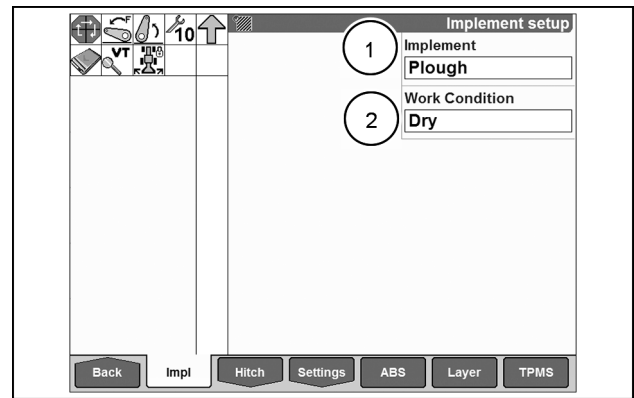 F
10
Implement setup
VT
1
Implement
Plough
2
Work Condition
Dry
Back
Impl
Hitch
Settings
ABS
Layer
TPMS